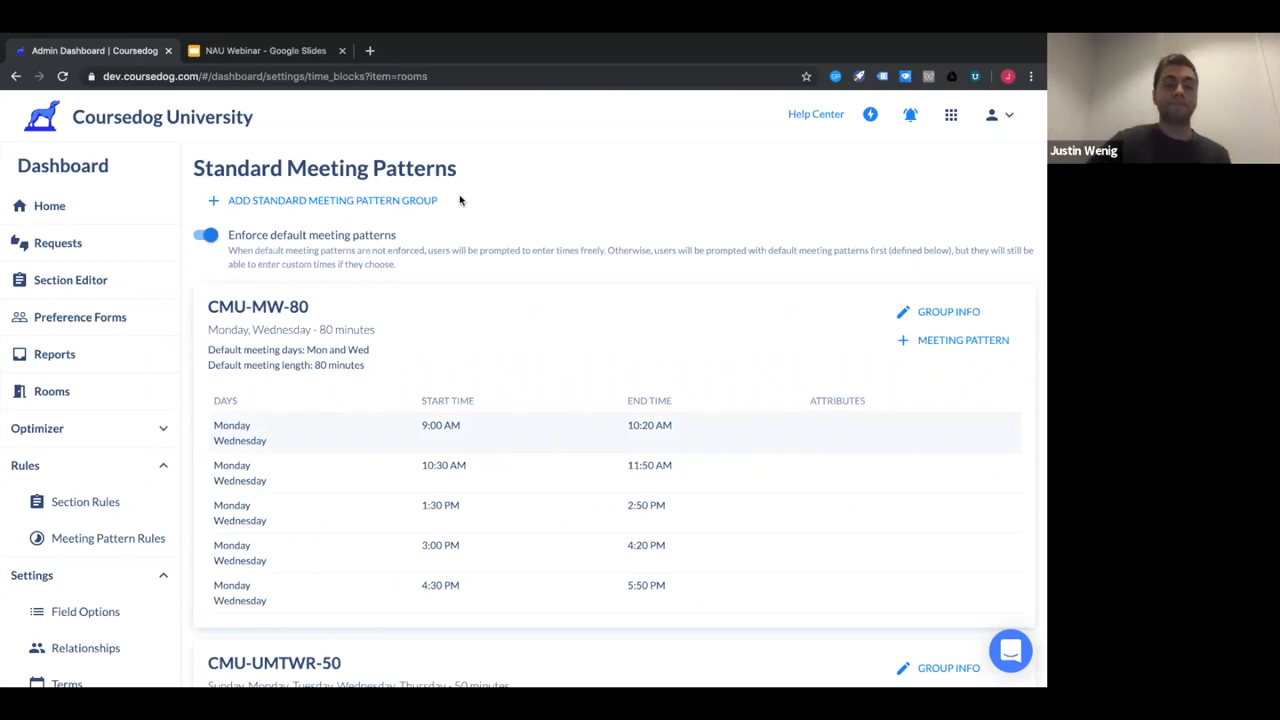 Admin Dashboard | Coursedog
NAU Webinar - Google Slides
dev.coursedog.com/#/dashboard/settings/time_blocks?item=rooms
Coursedog University
Help Center
Justin Wenig
Dashboard
Home
Requests
Section Editor
Preference Forms
Reports
Rooms
Optimizer
Rules
Section Rules
Meeting Pattern Rules
Settings
Field Options
Relationships
Terms
Standard Meeting Patterns
+ ADD STANDARD MEETING PATTERN GROUP
Enforce default meeting patterns
When default meeting patterns are not enforced, users will be prompted to enter times freely. Otherwise, users will be prompted with default meeting patterns first (defined below), but they will still be
able to enter custom times if they choose.
CMU-MW-80
GROUP INFO
Monday, Wednesday - 80 minutes
+ MEETING PATTERN
Default meeting days: Mon and Wed
Default meeting length: 80 minutes
DAYS START TIME END TIME ATTRIBUTES
Monday 9:00 AM 10:20 AM
Wednesday
Monday 10:30 AM 11:50 AM
Wednesday
Monday 1:30 PM 2:50 PM
Wednesday
Monday 3:00 PM 4:20 PM
Wednesday
Monday 4:30 PM 5:50 PM
Wednesday
CMU-UMTWR-50
GROUP INFO
Sunday, Monday, Tuesday, Wednesday, Thursday - 50 minutes